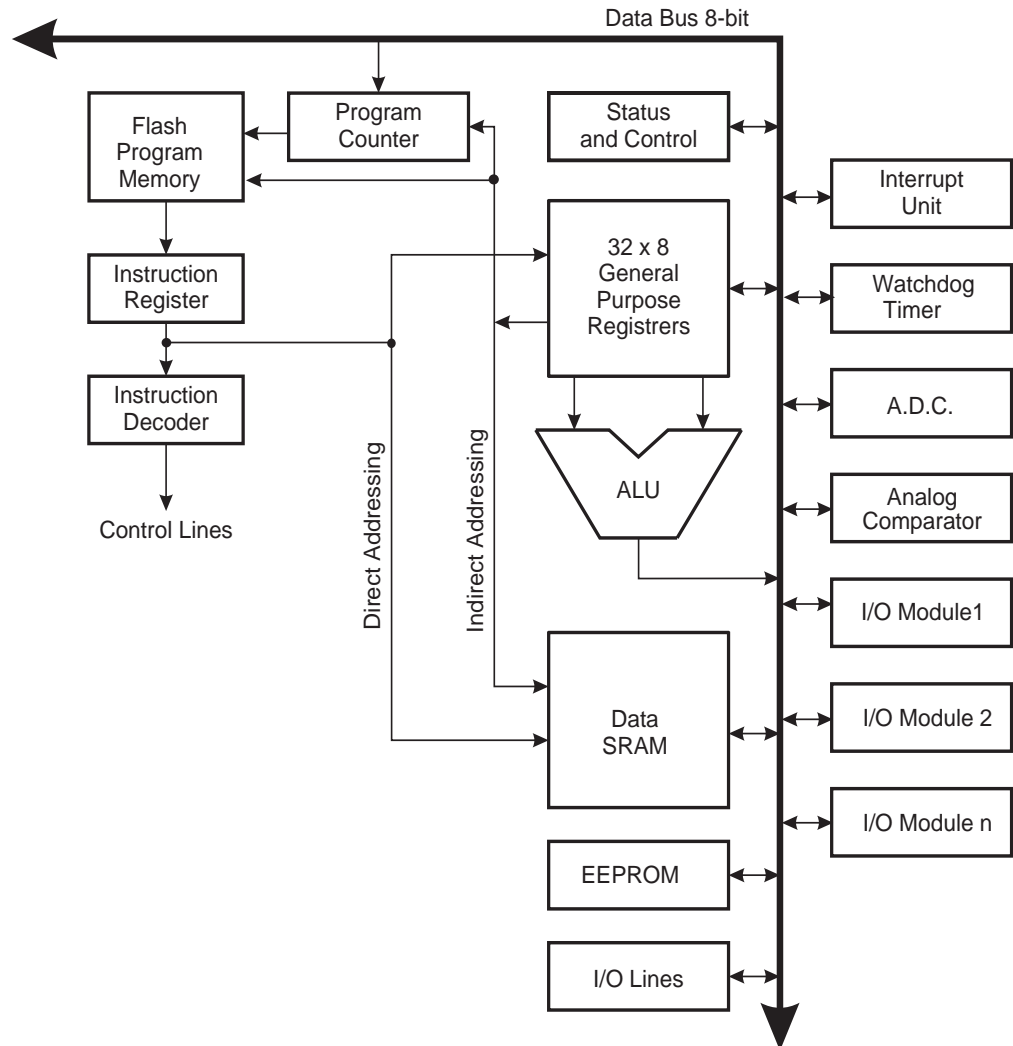 Data Bus 8-bit
Flash
Program
Memory
Program
Counter
Status
and Control
Interrupt
Unit
32 x 8
General
Purpose
Registrers
Instruction
Register
Watchdog
Timer
Instruction
Decoder
A.D.C.
Direct Addressing
Indirect Addressing
ALU
Analog
Comparator
Control Lines
I/O Module1
Data
SRAM
I/O Module 2
I/O Module n
EEPROM
I/O Lines